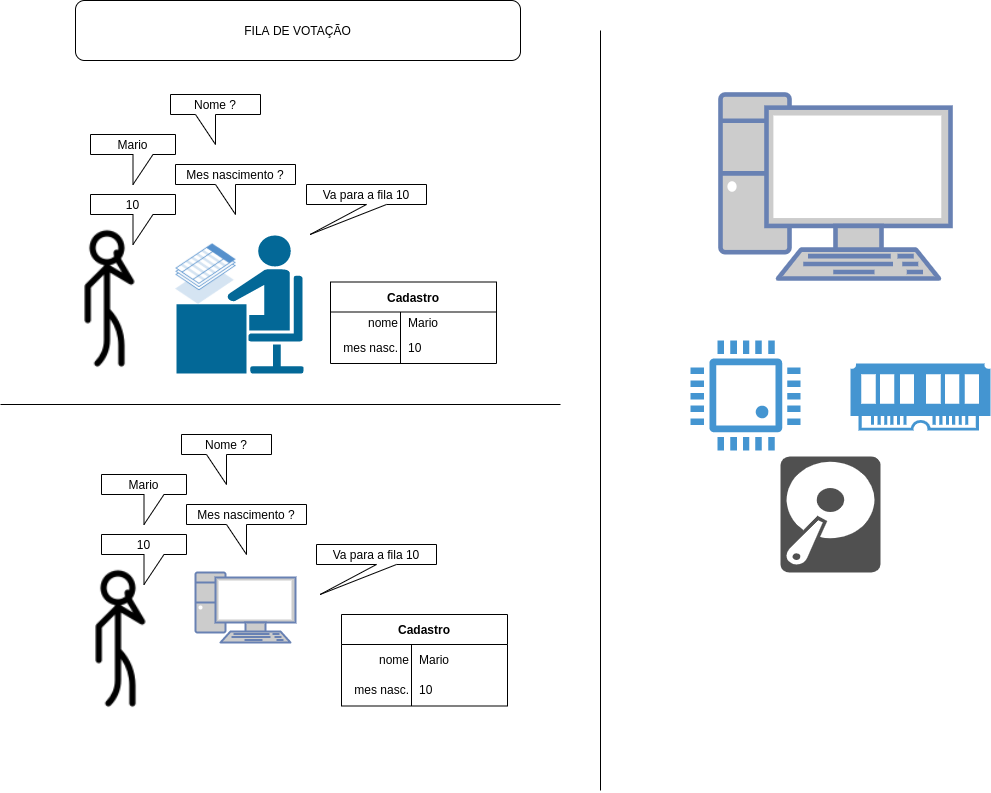 FILA DE VOTAÇÃO
Nome ?
Mario
Mes nascimento ?
10
Va para a fila 10
Cadastro
nome Mario
mes nasc. 10
Nome ?
Mario
Mes nascimento ?
10
Va para a fila 10
Cadastro
nome Mario
mes nasc. 10